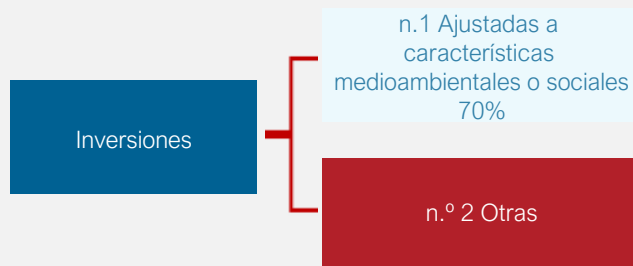 n.1 Ajustadas a
características
medioambientales o sociales
70%
Inversiones
n.º 2 Otras